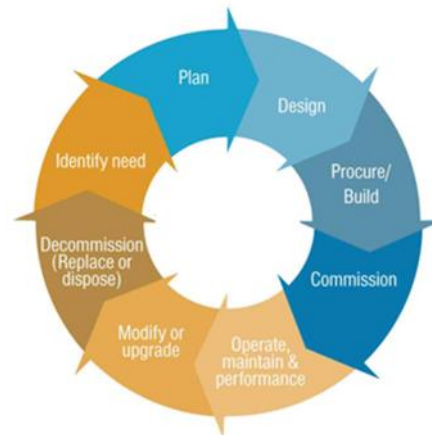 Plan
Design
Procure/
Build
Commission
Operate,
maintain &
performance
Modify or
upgrade
Decommission
(Replace or
dispose)
Identify need